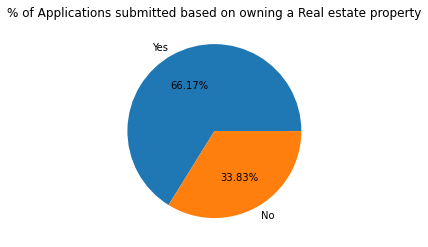 % of Applications submitted based on owning a Real estate property
Yes
66.17%
33.83%
No